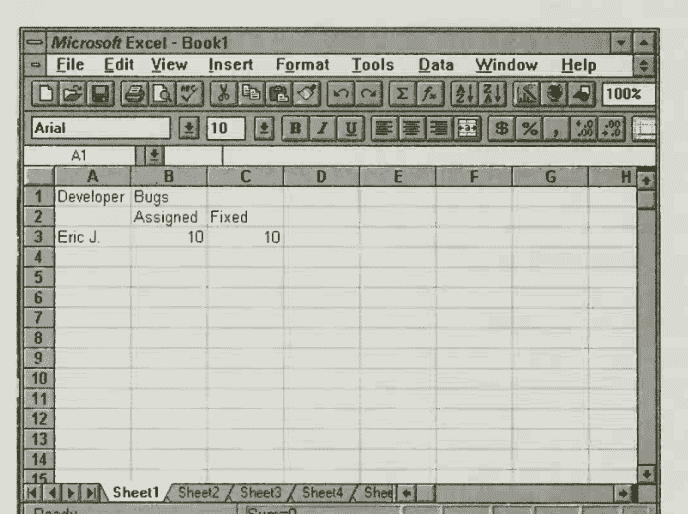 Microsoft Excel - Book1
File Edit View Insert Format Tools Data Window Help
100%
Arial 10 B I U $ % ,
A1
A B C D E F G H
1 Developer Bugs
2 Assigned Fixed
3 Eric J. 10 10
4
5
6
7
8
9
10
11
12
13
14
15
Sheet1 Sheet2 Sheet3 Sheet4 Shee
Ready Sum=0